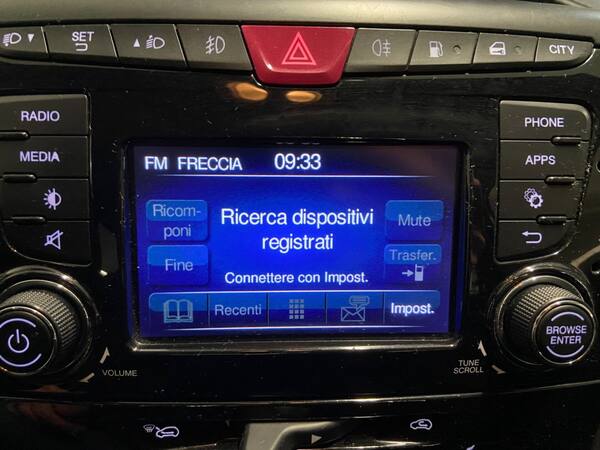 SET
CITY
RADIO
MEDIA
PHONE
APPS
FM FRECCIA 09:33
Ricom-
poni
Ricerca dispositivi
registrati
Mute
Fine
Trasfer.
Connettere con Impost.
Recenti
Impost.
VOLUME
TUNE
SCROLL
BROWSE
ENTER